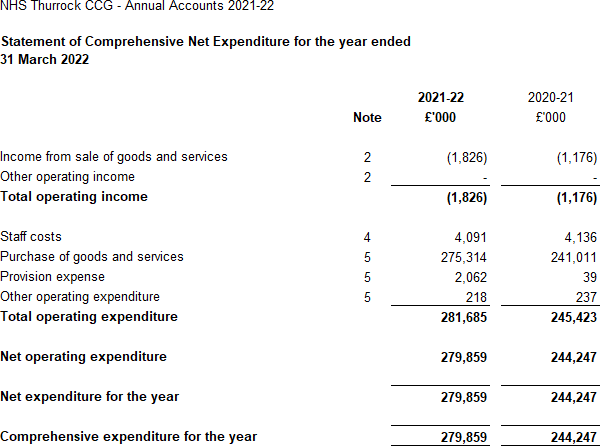 NHS Thurrock CCG - Annual Accounts 2021-22
Statement of Comprehensive Net Expenditure for the year ended
31 March 2022
2021-22 2020-21
Note £'000 £'000
Income from sale of goods and services 2 (1,826) (1,176)
Other operating income 2 - -
Total operating income (1,826) (1,176)
Staff costs 4 4,091 4,136
Purchase of goods and services 5 275,314 241,011
Provision expense 5 2,062 39
Other operating expenditure 5 218 237
Total operating expenditure 281,685 245,423
Net operating expenditure 279,859 244,247
Net expenditure for the year 279,859 244,247
Comprehensive expenditure for the year 279,859 244,247